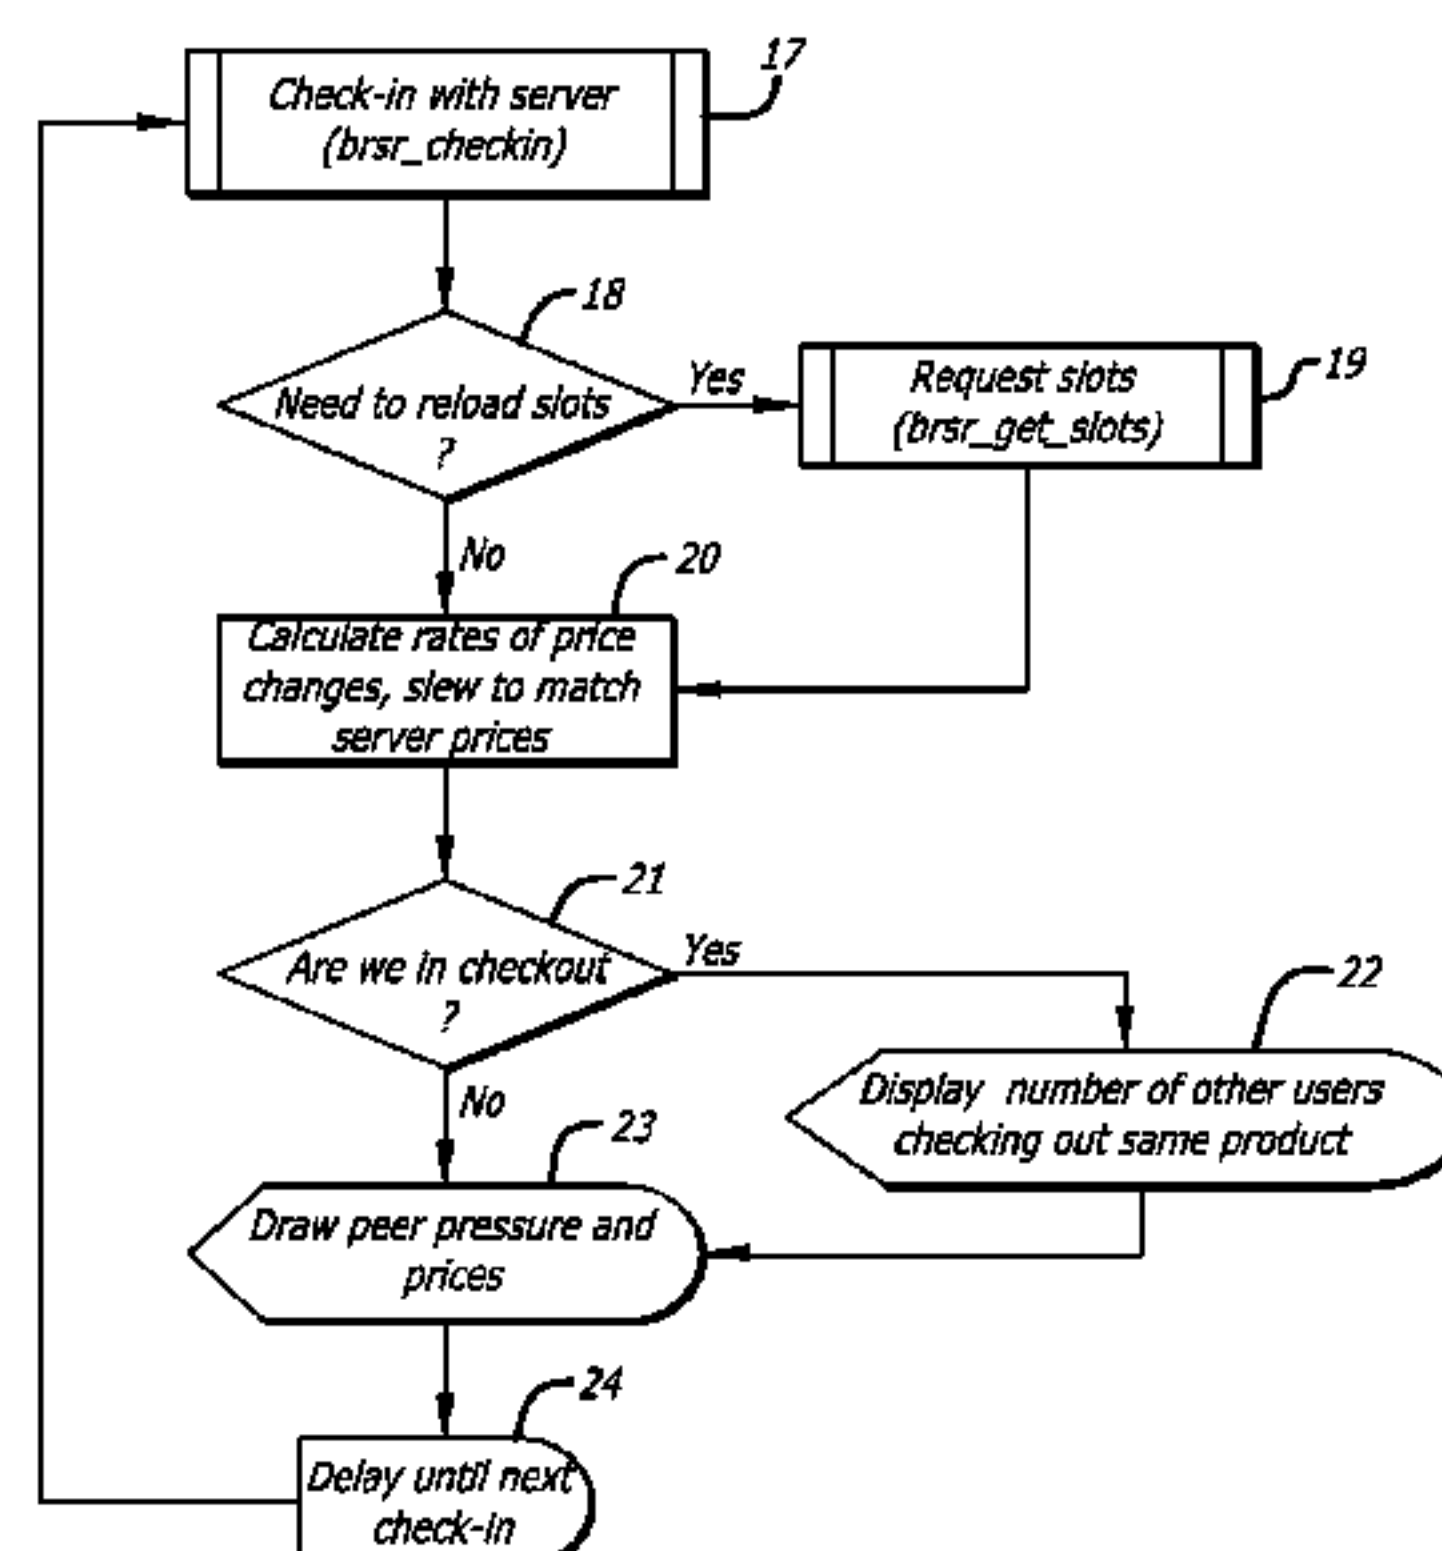 17
Check-in with server
(brsr_checkin)
18
Need to reload slots
?
Yes
Request slots
(brsr_get_slots)
19
No
20
Calculate rates of price
changes, slew to match
server prices
21
Are we in checkout
?
Yes
22
Display number of other users
checking out same product
No
23
Draw peer pressure and
prices
24
Delay until next
check-in